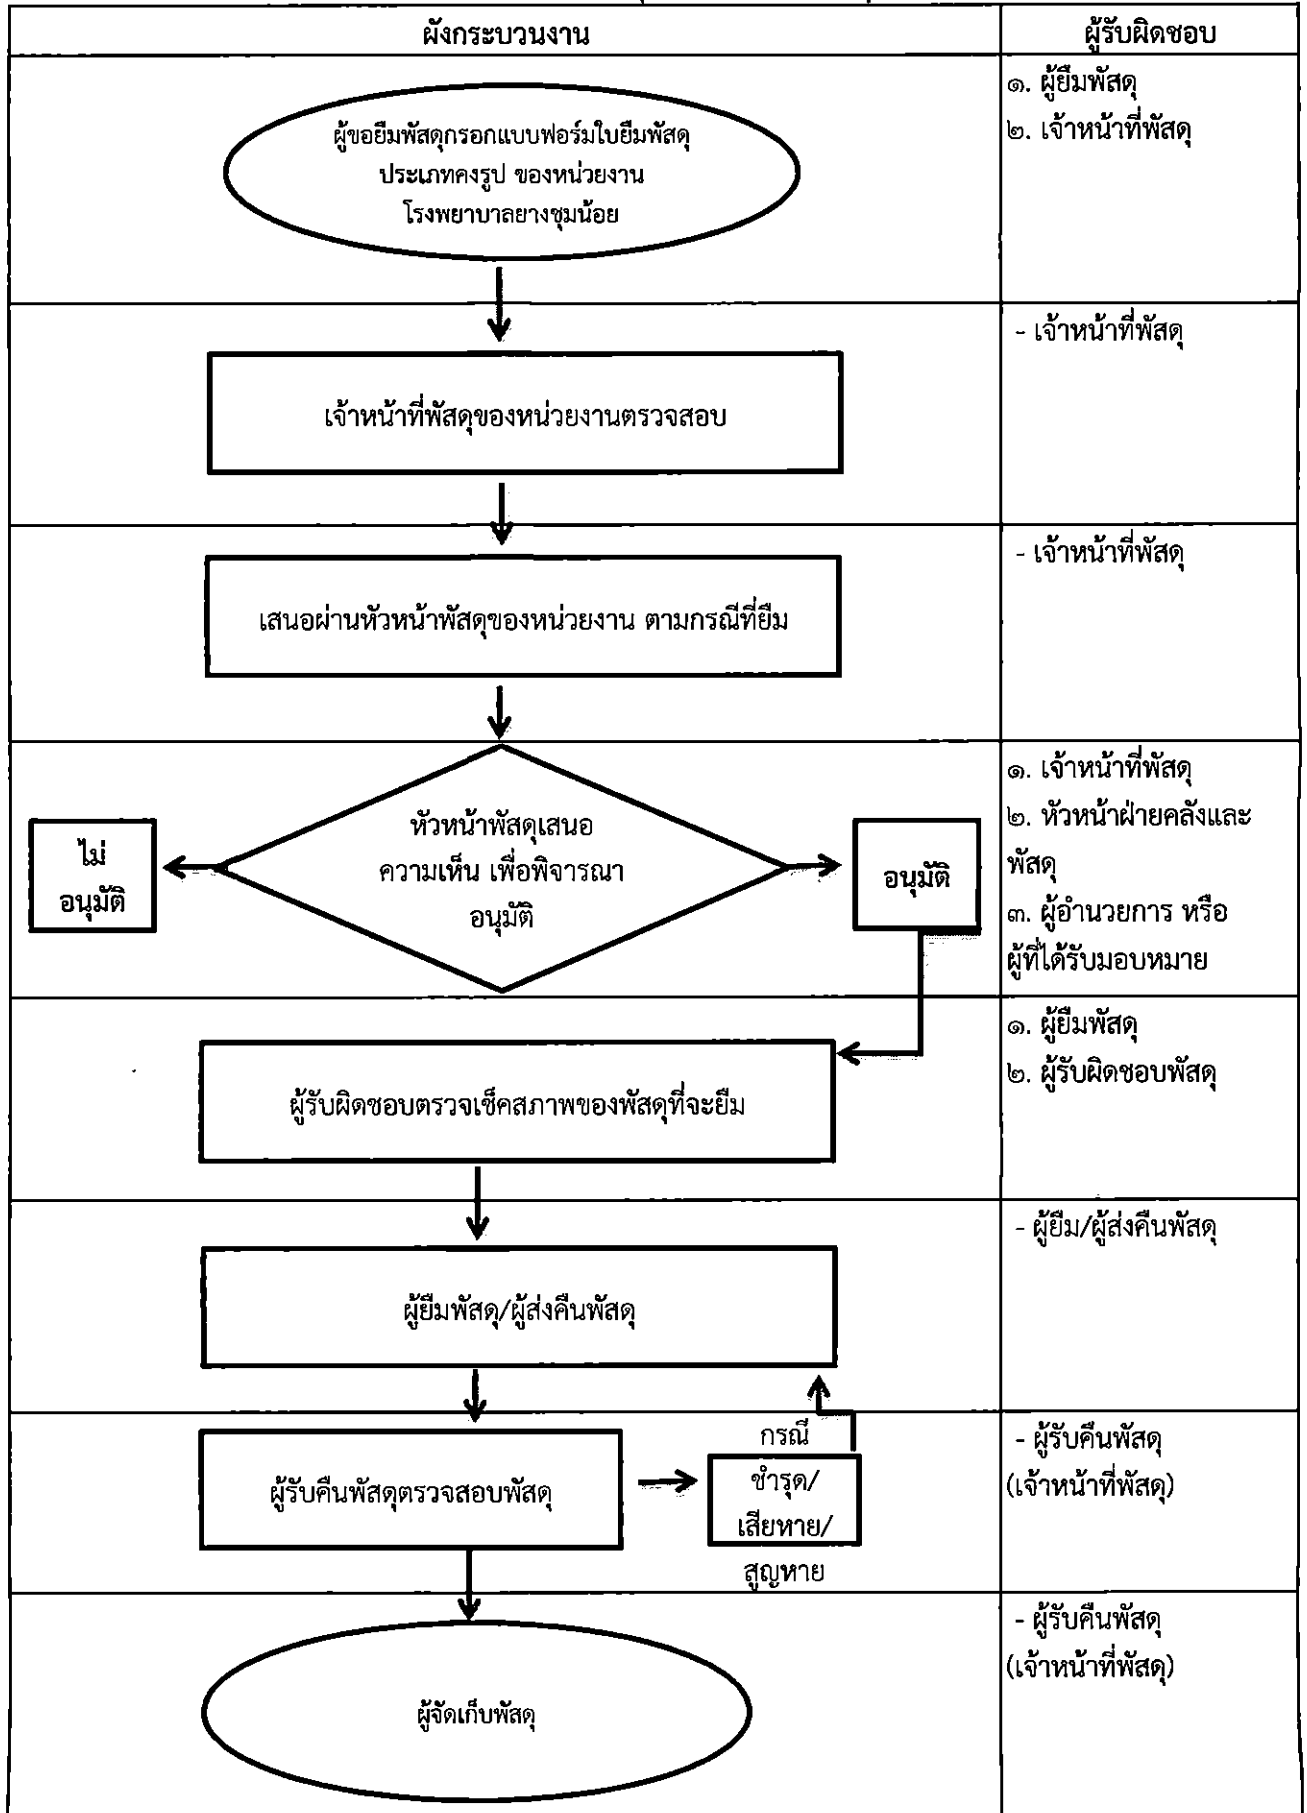 ผังกระบวนงาน
ผู้รับผิดชอบ
ผู้ขอยืมพัสดุกรอกแบบฟอร์มใบยืมพัสดุ
ประเภทคงรูป ของหน่วยงาน
โรงพยาบาลยางชุมน้อย
๑. ผู้ยืมพัสดุ
๒. เจ้าหน้าที่พัสดุ
เจ้าหน้าที่พัสดุของหน่วยงานตรวจสอบ
- เจ้าหน้าที่พัสดุ
เสนอผ่านหัวหน้าพัสดุของหน่วยงาน ตามกรณีที่ยืม
- เจ้าหน้าที่พัสดุ
ไม่
อนุมัติ
หัวหน้าพัสดุเสนอ
ความเห็น เพื่อพิจารณา
อนุมัติ
อนุมัติ
๑. เจ้าหน้าที่พัสดุ
๒. หัวหน้าฝ่ายคลังและ
พัสดุ
๓. ผู้อำนวยการ หรือ
ผู้ที่ได้รับมอบหมาย
ผู้รับผิดชอบตรวจเช็คสภาพของพัสดุที่จะยืม
๑. ผู้ยืมพัสดุ
๒. ผู้รับผิดชอบพัสดุ
ผู้ยืมพัสดุ/ผู้ส่งคืนพัสดุ
- ผู้ยืม/ผู้ส่งคืนพัสดุ
ผู้รับคืนพัสดุตรวจสอบพัสดุ
กรณี
ชำรุด/
เสียหาย/
สูญหาย
- ผู้รับคืนพัสดุ
(เจ้าหน้าที่พัสดุ)
ผู้จัดเก็บพัสดุ
- ผู้รับคืนพัสดุ
(เจ้าหน้าที่พัสดุ)